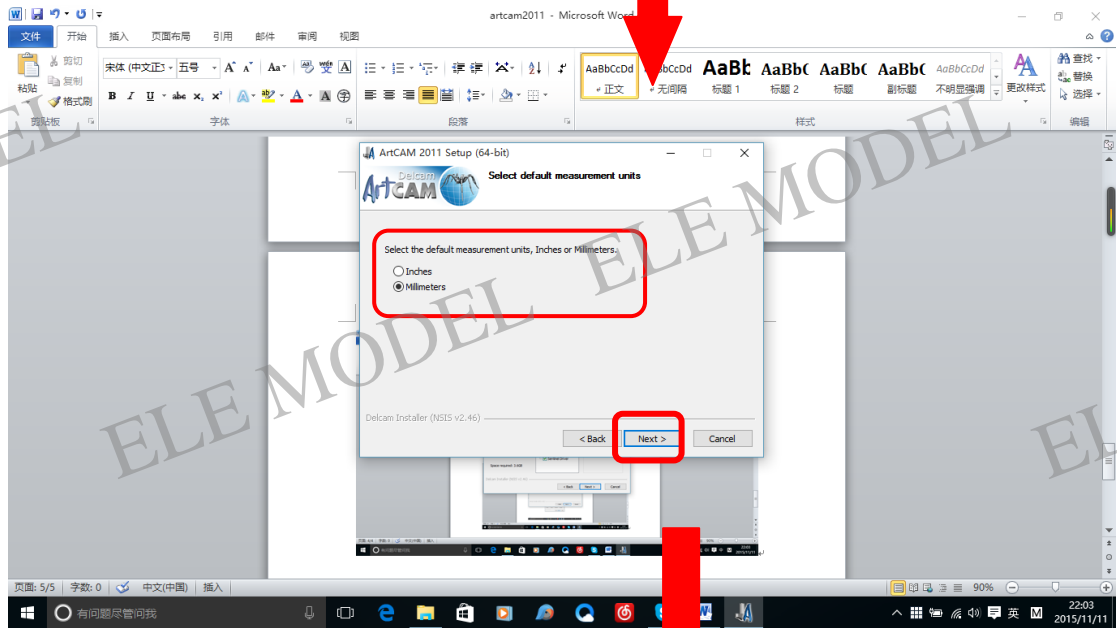 artcam2011 - Microsoft Word
文件 开始 插入 页面布局 引用 邮件 审阅 视图
粘贴
剪切
复制
格式刷
宋体 (中文正 五号
AaBbCcDd
正文
AaBbCcDd
无间隔
AaBb
标题 1
AaBb(
标题 2
AaBb(
标题
AaBb(
副标题
AaBbCcDd
不明显强调
更改样式
查找
替换
选择
剪贴板 字体 段落 样式 编辑
ArtCAM 2011 Setup (64-bit)
Delcam
ArtCAM
Select default measurement units
Select the default measurement units, Inches or Millimeters.
Inches
Millimeters
Delcam Installer (NSIS v2.46)
< Back Next > Cancel
ELE MODEL ELE MODEL
页面: 5/5 字数: 0 中文(中国) 插入 90%
有问题尽管问我
英 M
22:03
2015/11/11